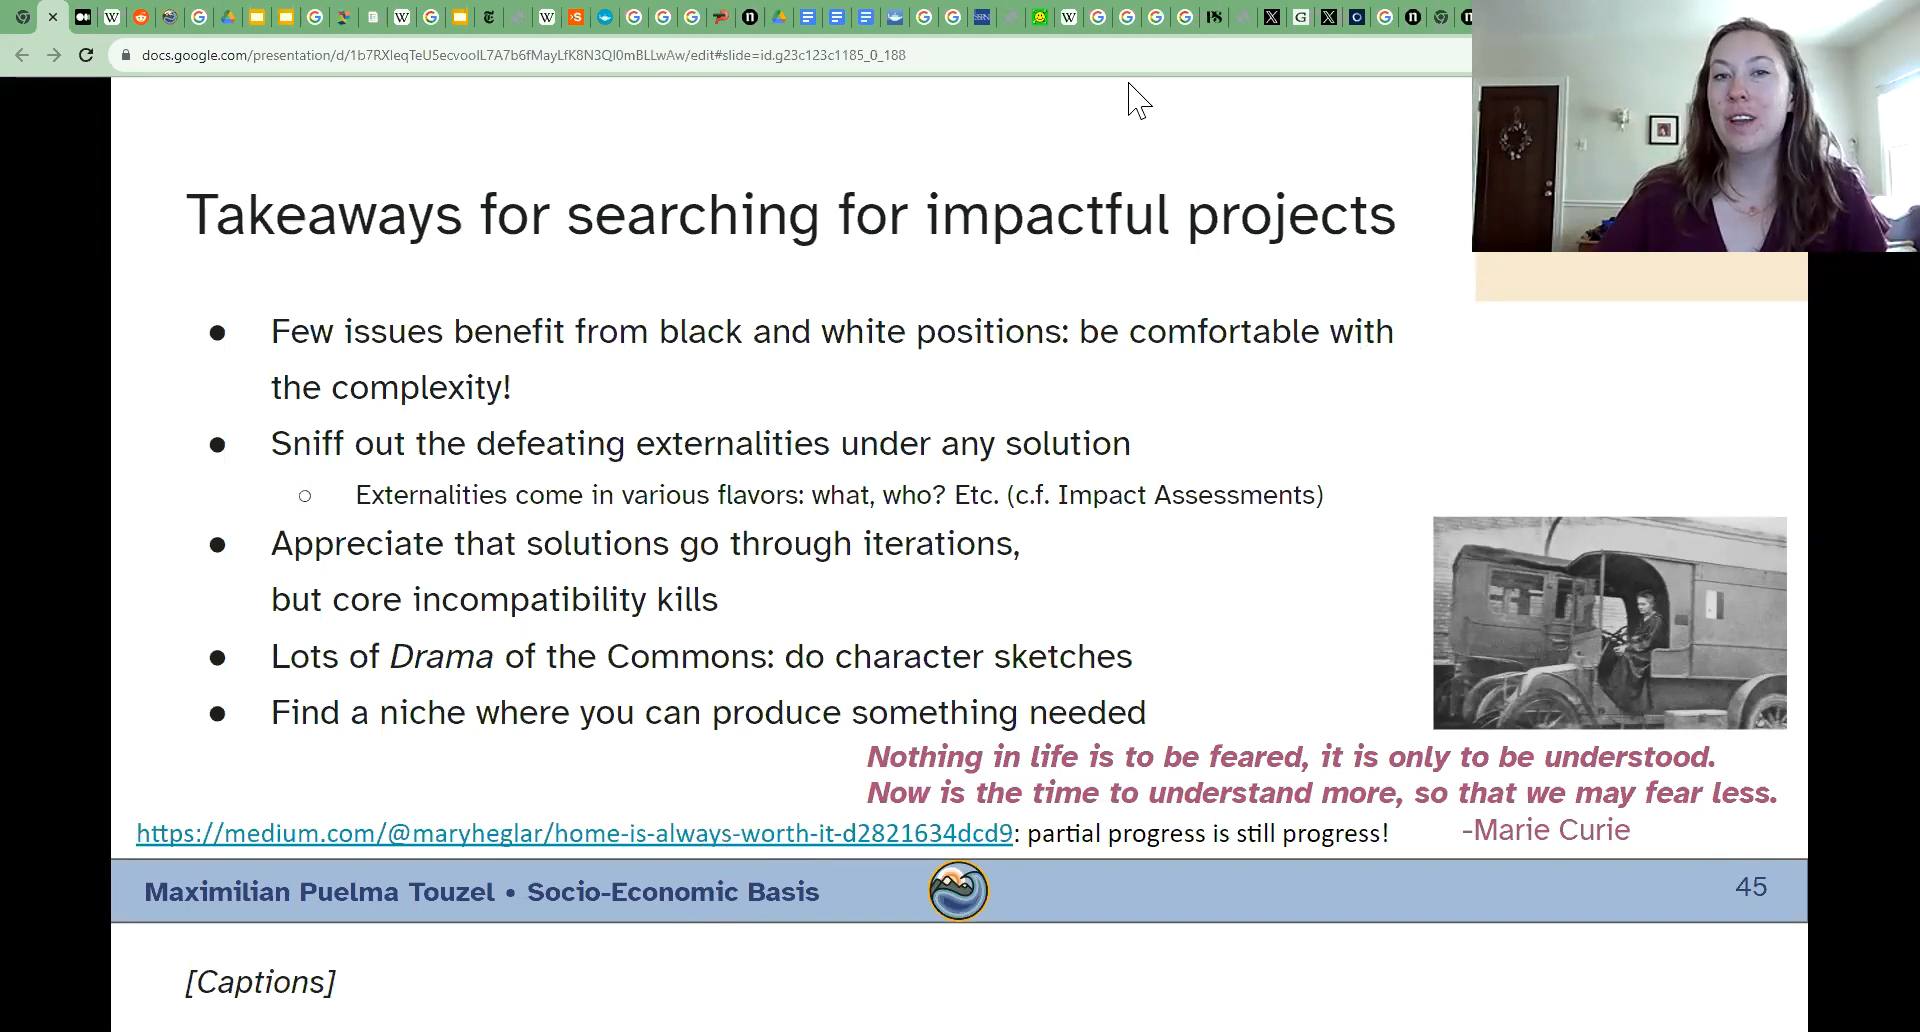 docs.google.com/presentation/d/1b7RXleqTeU5ecvooIL7A7b6fMayLfK8N3Ql0mBLLwAw/edit#slide=id.g23c123c1185_0_188
Takeaways for searching for impactful projects
● Few issues benefit from black and white positions: be comfortable with
the complexity!
● Sniff out the defeating externalities under any solution
○ Externalities come in various flavors: what, who? Etc. (c.f. Impact Assessments)
● Appreciate that solutions go through iterations,
but core incompatibility kills
● Lots of Drama of the Commons: do character sketches
● Find a niche where you can produce something needed
Nothing in life is to be feared, it is only to be understood.
Now is the time to understand more, so that we may fear less.
-Marie Curie
https://medium.com/@maryheglar/home-is-always-worth-it-d2821634dcd9: partial progress is still progress!
Maximilian Puelma Touzel • Socio-Economic Basis
45
[Captions]